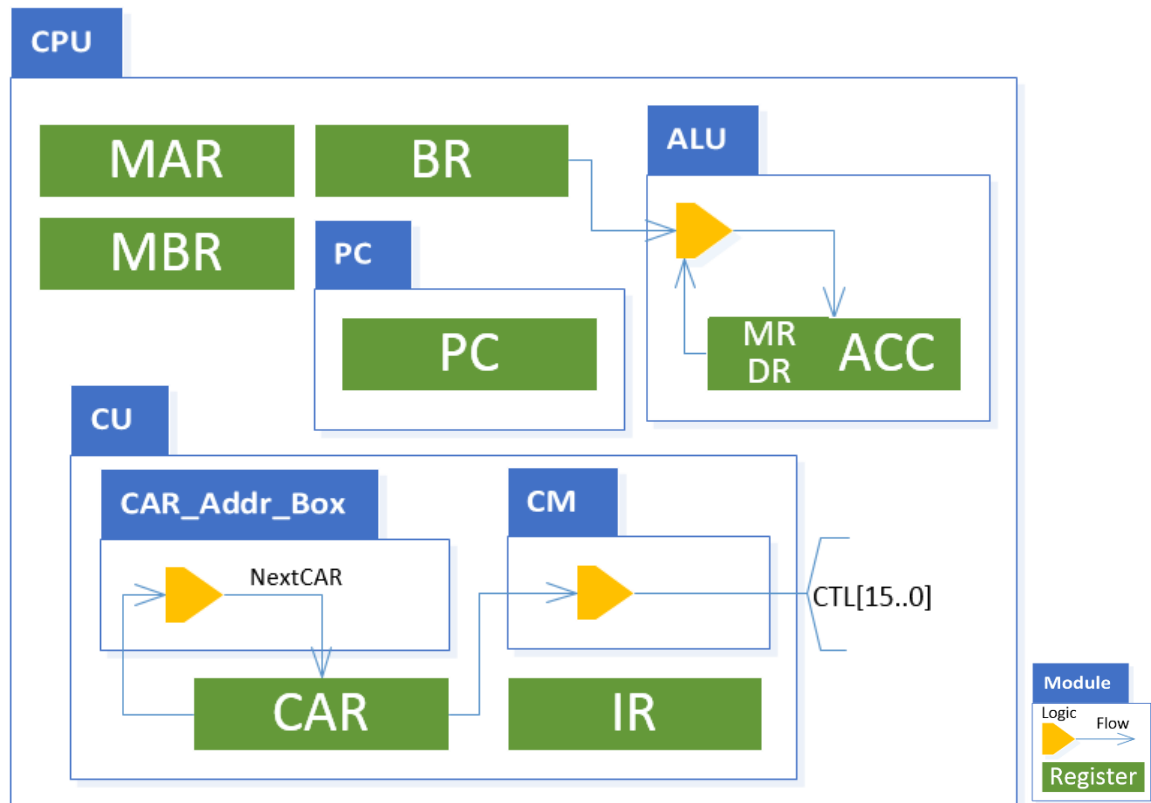 CPU
MAR
BR
ALU
MBR
PC
PC
MR
DR
ACC
CU
CAR_Addr_Box
CM
NextCAR
CTL[15..0]
CAR
IR
Module
Logic
Flow
Register